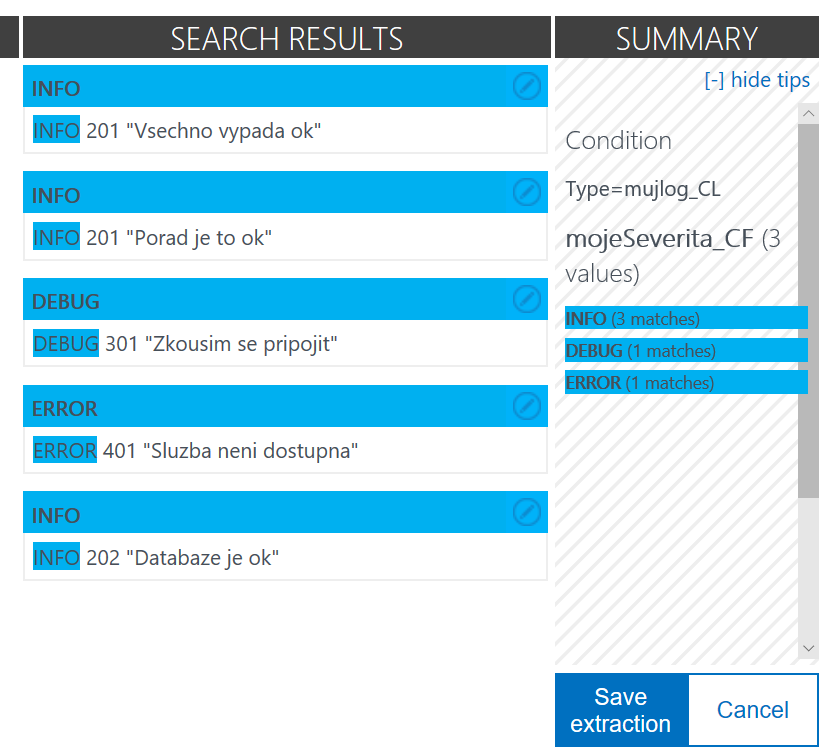 SEARCH RESULTS
INFO
INFO 201 "Vsechno vypada ok"
INFO
INFO 201 "Porad je to ok"
DEBUG
DEBUG 301 "Zkousim se pripojit"
ERROR
ERROR 401 "Sluzba neni dostupna"
INFO
INFO 202 "Databaze je ok"
SUMMARY
[-] hide tips
Condition
Type=mujlog_CL
mojeSeverita_CF (3
values)
INFO (3 matches)
DEBUG (1 matches)
ERROR (1 matches)
Save
extraction
Cancel